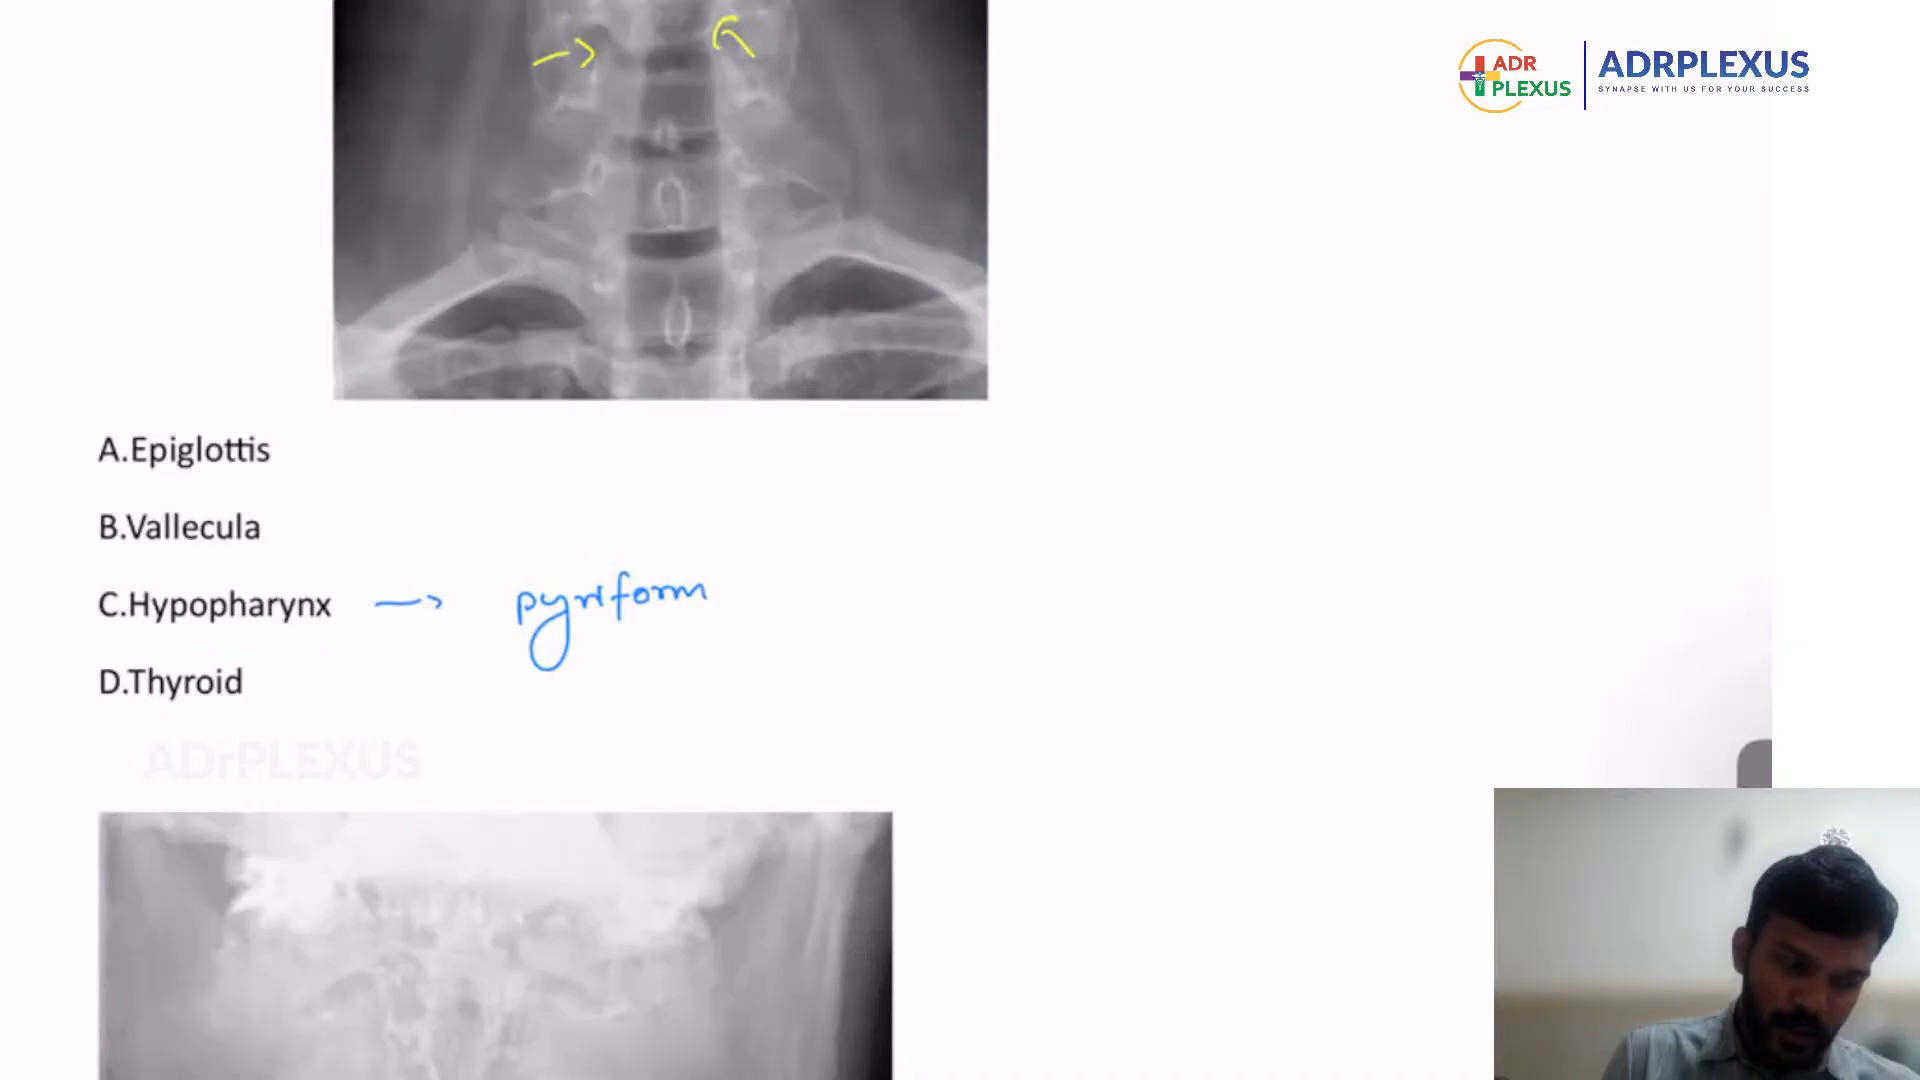 ADR
PLEXUS
ADRPLEXUS
SYNAPSE WITH US FOR YOUR SUCCESS
A.Epiglottis
B.Vallecula
C.Hypopharynx → pyriform
D.Thyroid
ADrPLEXUS